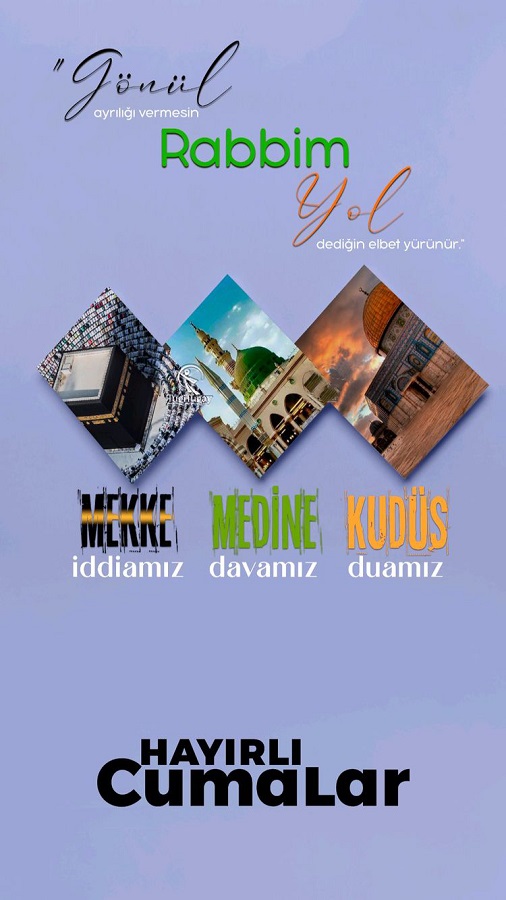 "Gönül
ayrılığı vermesin
Rabbim
Yol
dediğin elbet yürünür."
MEKKE MEDİNE KUDÜS
iddiamız davamız duamız
HAYIRLI
Cumalar